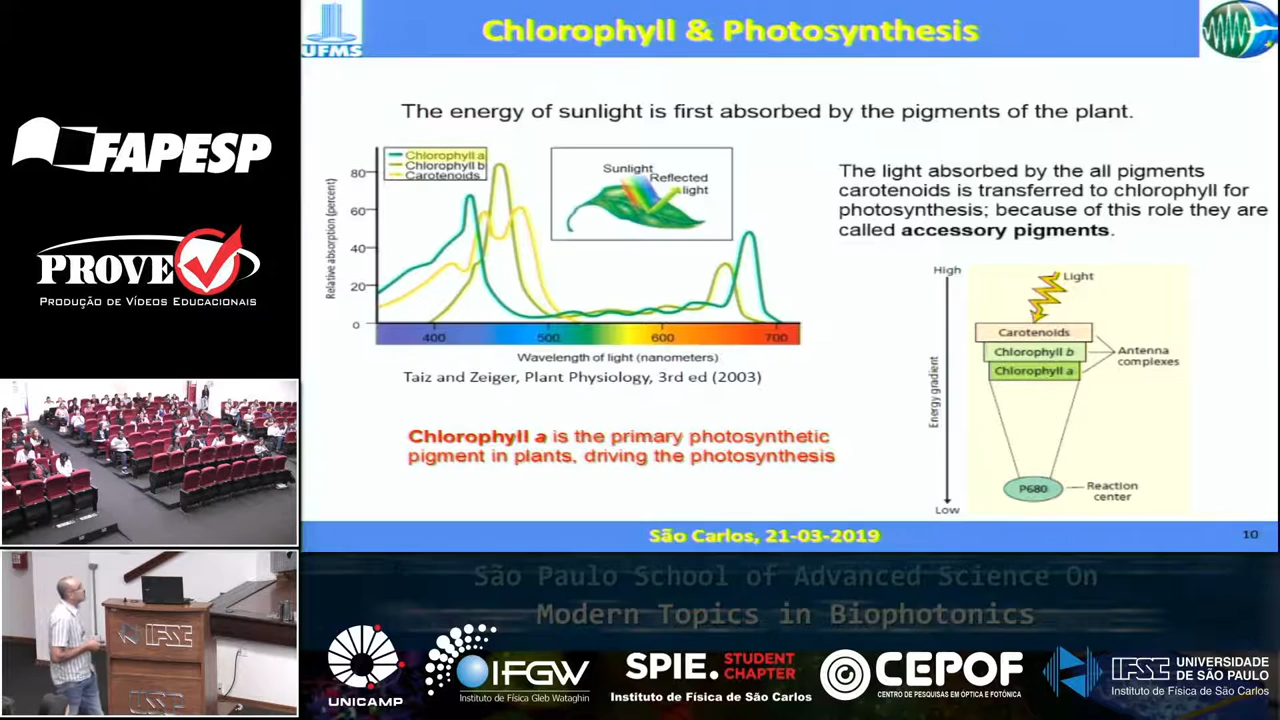 UFMS
Chlorophyll & Photosynthesis
The energy of sunlight is first absorbed by the pigments of the plant.
Chlorophyll a
Chlorophyll b
Carotenoids
Relative absorption (percent)
80
60
40
20
0
400
500
600
700
Wavelength of light (nanometers)
Sunlight
Reflected
light
Taiz and Zeiger, Plant Physiology, 3rd ed (2003)
The light absorbed by the all pigments
carotenoids is transferred to chlorophyll for
photosynthesis; because of this role they are
called accessory pigments.
Chlorophyll a is the primary photosynthetic
pigment in plants, driving the photosynthesis
High
Energy gradient
Low
Light
Carotenoids
Chlorophyll b
Chlorophyll a
Antenna
complexes
P680
Reaction
center
São Carlos, 21-03-2019
10
FAPESP
PROVE
PRODUÇÃO DE VÍDEOS EDUCACIONAIS
IFSC
São Paulo School of Advanced Science On
Modern Topics in Biophotonics
UNICAMP
IFGW
Instituto de Física Gleb Wataghin
SPIE. STUDENT
CHAPTER
Instituto de Física de São Carlos
CEPOF
CENTRO DE PESQUISAS EM ÓPTICA E FOTÔNICA
IFSC UNIVERSIDADE
DE SÃO PAULO
Instituto de Física de São Carlos